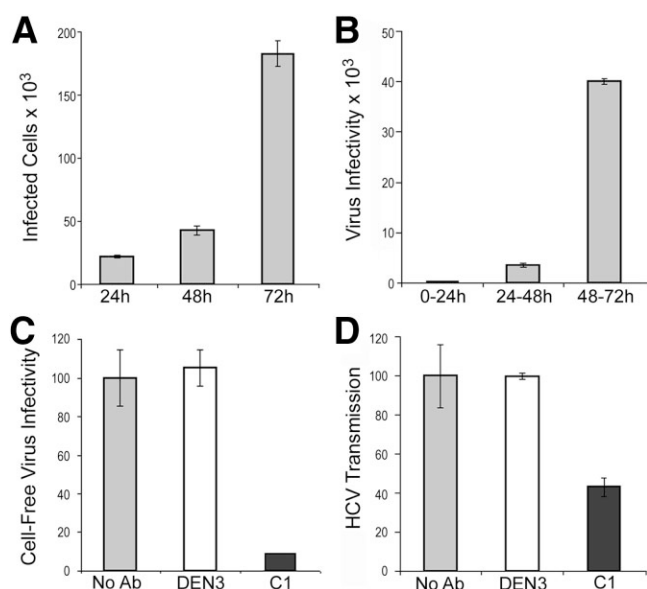 A
Infected Cells x 10³
200
150
100
50
0
24h 48h 72h
B
Virus Infectivity x 10³
50
40
30
20
10
0
0-24h 24-48h 48-72h
C
Cell-Free Virus Infectivity
120
100
80
60
40
20
0
No Ab DEN3 C1
D
HCV Transmission
120
100
80
60
40
20
0
No Ab DEN3 C1